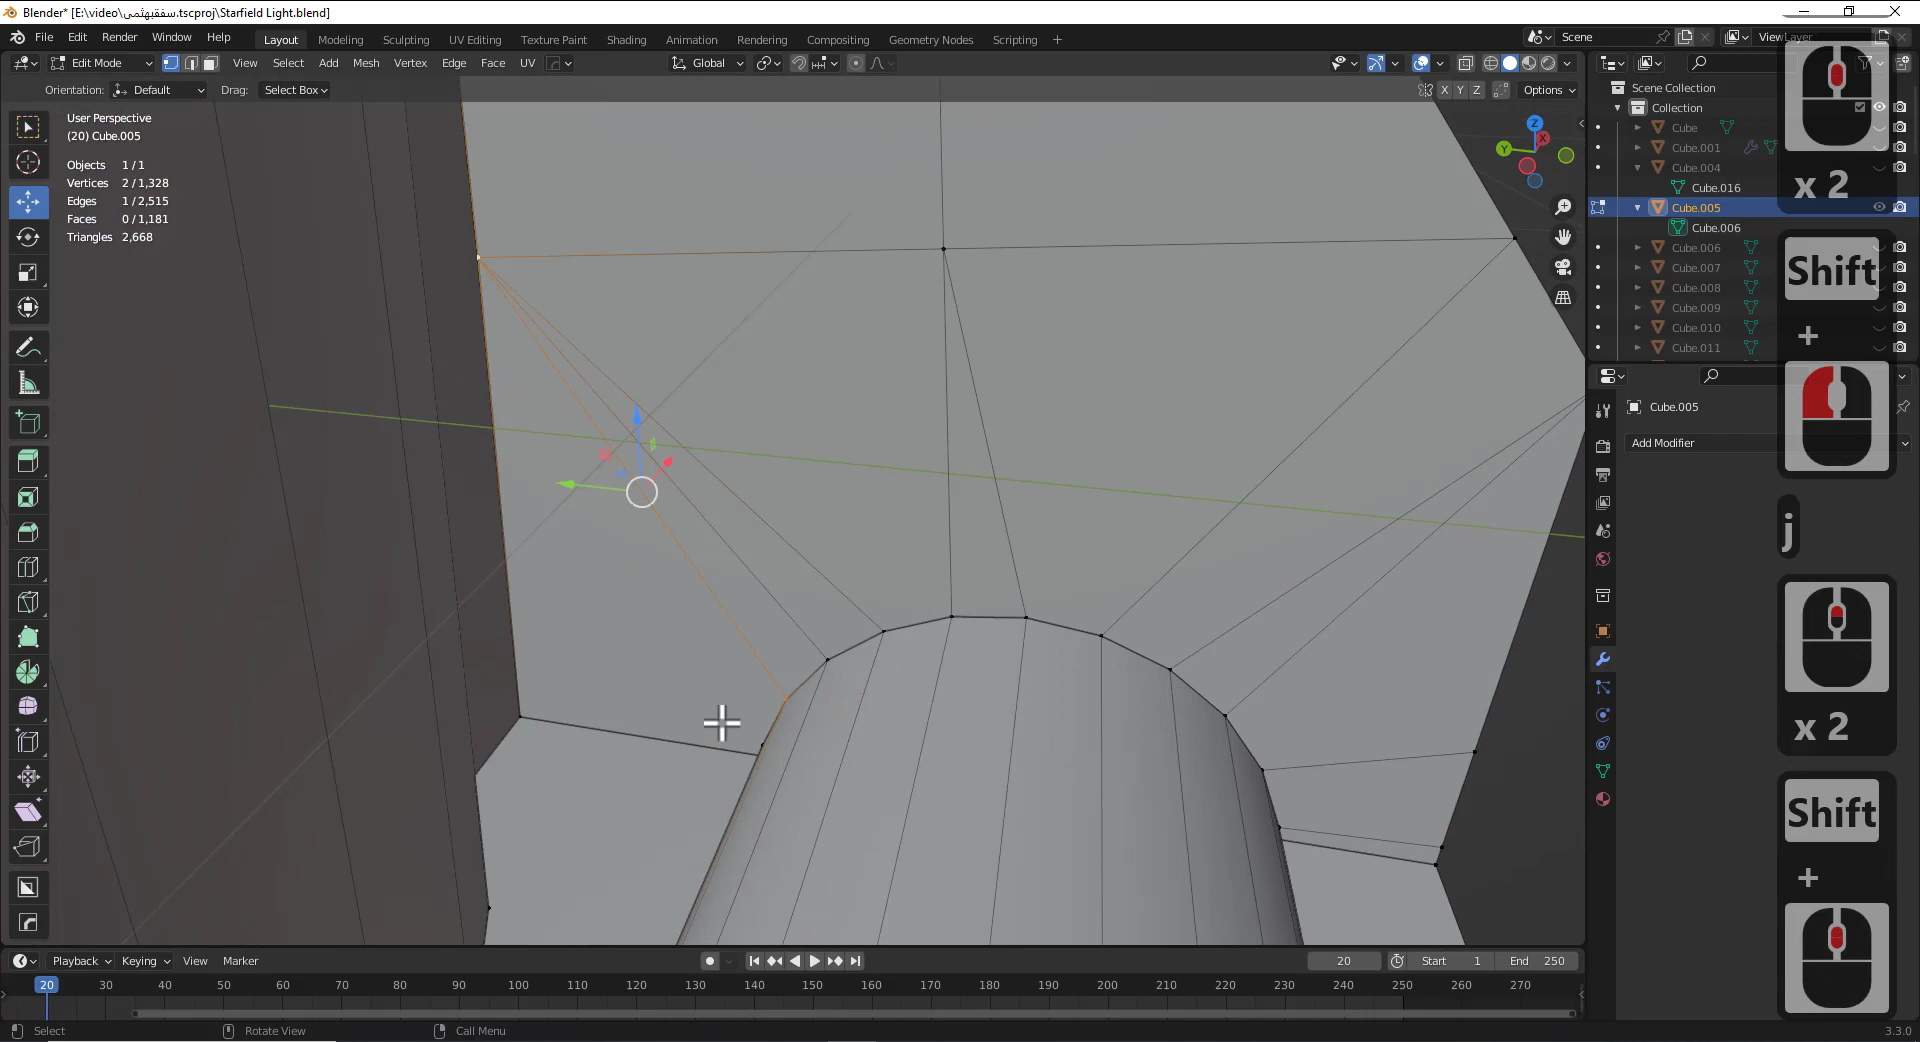 Blender* [E:\video\سفقبهثمی.tscproj\Starfield Light.blend]
File Edit Render Window Help Layout Modeling Sculpting UV Editing Texture Paint Shading Animation Rendering Compositing Geometry Nodes Scripting + Scene ViewLayer
Edit Mode View Select Add Mesh Vertex Edge Face UV Global
Orientation: Default Drag: Select Box X Y Z Options
User Perspective
(20) Cube.005
Objects 1 / 1
Vertices 2 / 1,328
Edges 1 / 2,515
Faces 0 / 1,181
Triangles 2,668
Z
X
Y
Scene Collection
Collection
Cube
Cube.001
Cube.004
Cube.016
Cube.005
Cube.006
Cube.006
Cube.007
Cube.008
Cube.009
Cube.010
Cube.011
Cube.005
Add Modifier
x 2
Shift
+
j
x 2
Shift
+
Playback Keying View Marker 20 Start 1 End 250
20 30 40 50 60 70 80 90 100 110 120 130 140 150 160 170 180 190 200 210 220 230 240 250 260 270
Select Rotate View Call Menu 3.3.0